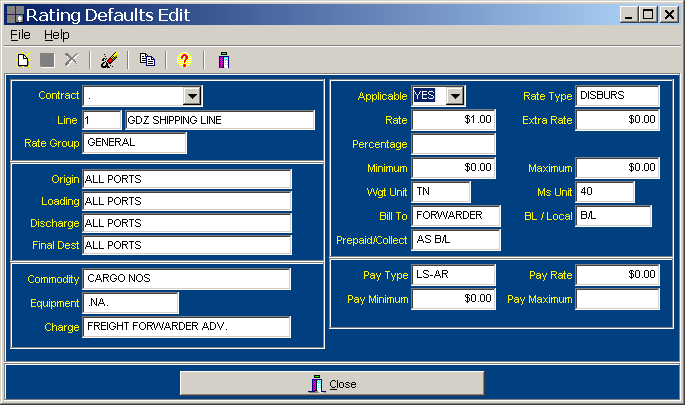 Rating Defaults Edit
File Help
Contract .
Line 1 GDZ SHIPPING LINE
Rate Group GENERAL
Origin ALL PORTS
Loading ALL PORTS
Discharge ALL PORTS
Final Dest ALL PORTS
Commodity CARGO NOS
Equipment .NA.
Charge FREIGHT FORWARDER ADV.
Applicable YES Rate Type DISBURS
Rate $1.00 Extra Rate $0.00
Percentage
Minimum $0.00 Maximum $0.00
Wgt Unit TN Ms Unit 40
Bill To FORWARDER BL / Local B/L
Prepaid/Collect AS B/L
Pay Type LS-AR Pay Rate $0.00
Pay Minimum $0.00 Pay Maximum
Close